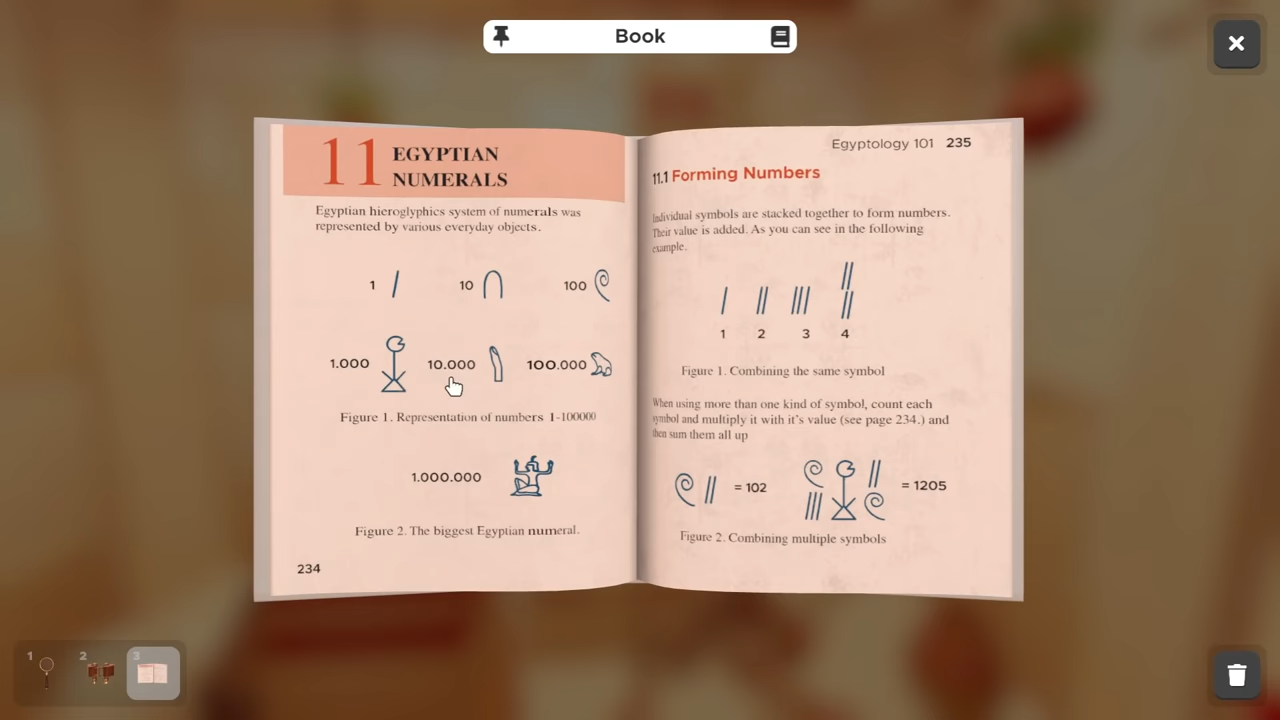 Book
11 EGYPTIAN
NUMERALS
Egyptian hieroglyphics system of numerals was
represented by various everyday objects.
1 10 100
1.000 10.000 100.000
Figure 1. Representation of numbers 1-100000
1.000.000
Figure 2. The biggest Egyptian numeral.
234
Egyptology 101 235
11.1 Forming Numbers
Individual symbols are stacked together to form numbers.
Their value is added. As you can see in the following
example.
1 2 3 4
Figure 1. Combining the same symbol
When using more than one kind of symbol, count each
symbol and multiply it with it's value (see page 234.) and
then sum them all up
= 102 = 1205
Figure 2. Combining multiple symbols
1 2 3